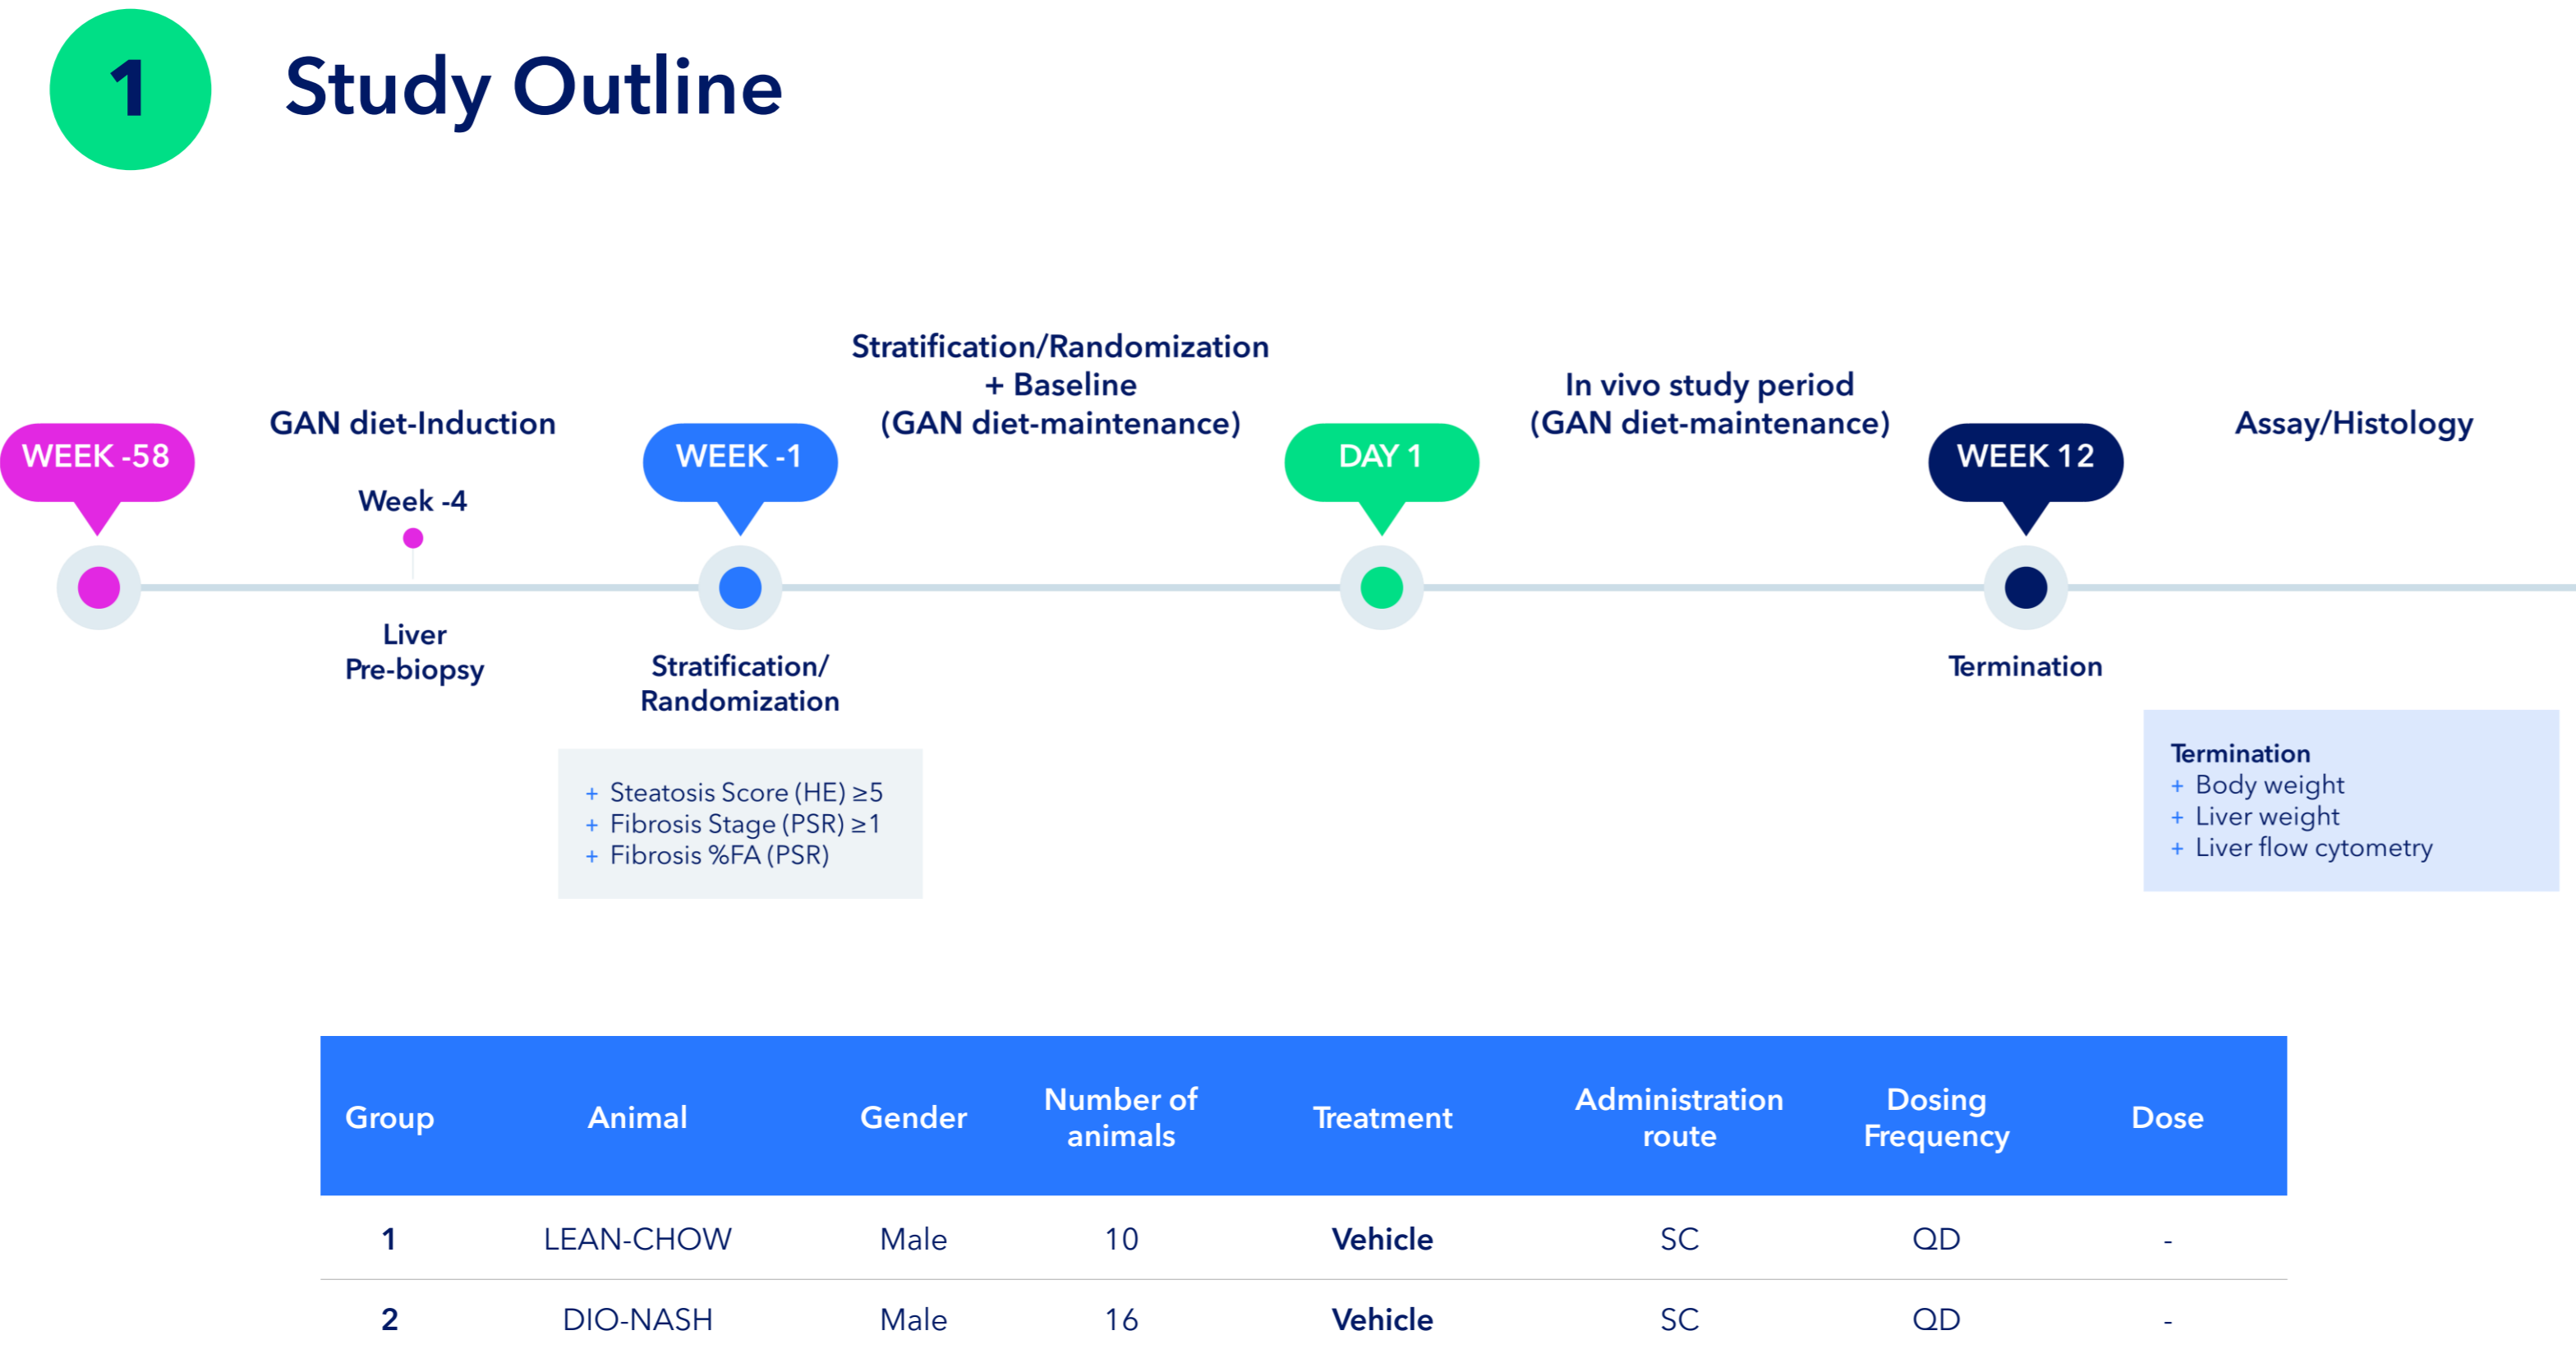 1
Study Outline
Stratification/Randomization
+ Baseline
(GAN diet-maintenance)
In vivo study period
(GAN diet-maintenance)
GAN diet-Induction
Assay/Histology
WEEK -58
WEEK -1
DAY 1
WEEK 12
Week -4
Liver
Pre-biopsy
Stratification/
Randomization
Termination
+ Steatosis Score (HE) ≥5
+ Fibrosis Stage (PSR) ≥1
+ Fibrosis %FA (PSR)
Termination
+ Body weight
+ Liver weight
+ Liver flow cytometry
Group Animal Gender Number of animals Treatment Administration route Dosing Frequency Dose
1 LEAN-CHOW Male 10 Vehicle SC QD -
2 DIO-NASH Male 16 Vehicle SC QD -